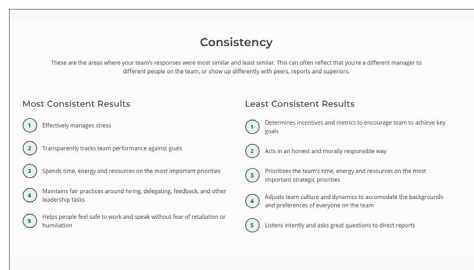 Consistency
These are the areas where your team's responses were most similar and least similar. This can often reflect that you're a different manager to
different people on the team, or show up differently with peers, reports and superiors.
Most Consistent Results
1 Effectively manages stress
2 Transparently tracks team performance against goals
3 Spends time, energy and resources on the most important priorities
4 Maintains fair practices around hiring, delegating, feedback, and other
leadership tasks
5 Helps people feel safe to work and speak without fear of retaliation or
humiliation
Least Consistent Results
1 Determines incentives and metrics to encourage team to achieve key
goals
2 Acts in an honest and morally responsible way
3 Prioritizes the team's time, energy and resources on the most
important strategic priorities
4 Adjusts team culture and dynamics to accomodate the backgrounds
and preferences of everyone on the team
5 Listens intently and asks great questions to direct reports